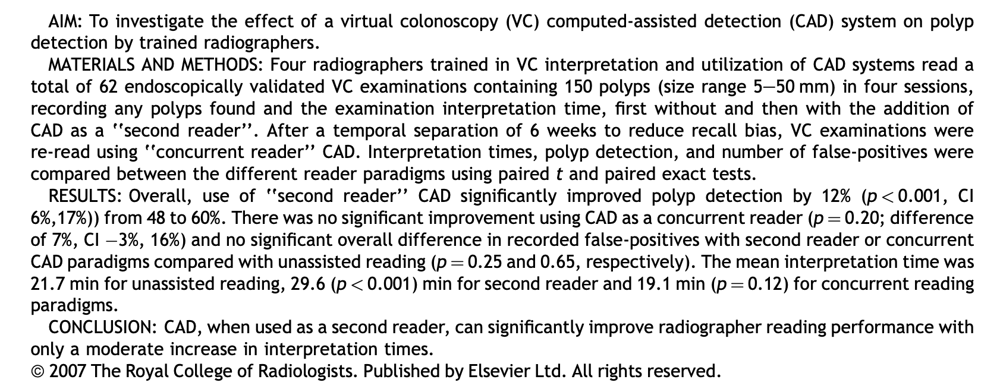 AIM: To investigate the effect of a virtual colonoscopy (VC) computed-assisted detection (CAD) system on polyp
detection by trained radiographers.
MATERIALS AND METHODS: Four radiographers trained in VC interpretation and utilization of CAD systems read a
total of 62 endoscopically validated VC examinations containing 150 polyps (size range 5–50 mm) in four sessions,
recording any polyps found and the examination interpretation time, first without and then with the addition of
CAD as a ‘‘second reader’’. After a temporal separation of 6 weeks to reduce recall bias, VC examinations were
re-read using ‘‘concurrent reader’’ CAD. Interpretation times, polyp detection, and number of false-positives were
compared between the different reader paradigms using paired t and paired exact tests.
RESULTS: Overall, use of ‘‘second reader’’ CAD significantly improved polyp detection by 12% (p < 0.001, CI
6%,17%)) from 48 to 60%. There was no significant improvement using CAD as a concurrent reader (p = 0.20; difference
of 7%, CI −3%, 16%) and no significant overall difference in recorded false-positives with second reader or concurrent
CAD paradigms compared with unassisted reading (p = 0.25 and 0.65, respectively). The mean interpretation time was
21.7 min for unassisted reading, 29.6 (p < 0.001) min for second reader and 19.1 min (p = 0.12) for concurrent reading
paradigms.
CONCLUSION: CAD, when used as a second reader, can significantly improve radiographer reading performance with
only a moderate increase in interpretation times.
© 2007 The Royal College of Radiologists. Published by Elsevier Ltd. All rights reserved.